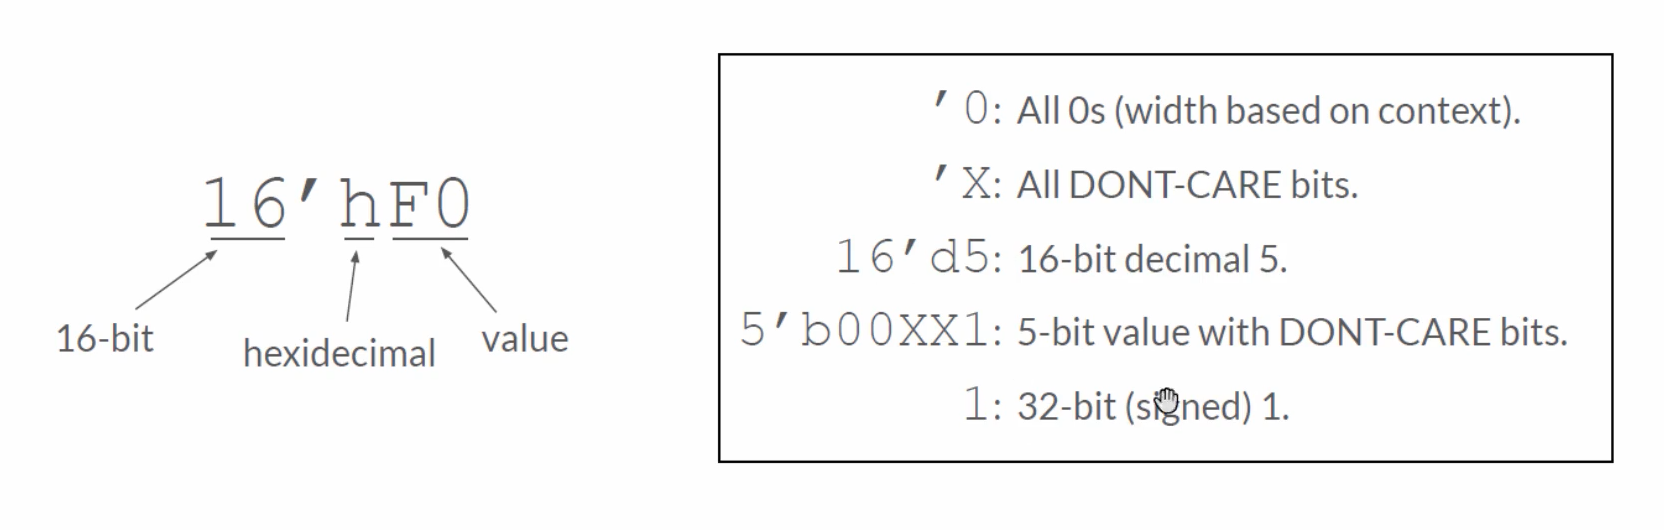 16'hF0
16-bit
hexidecimal
value
'0: All 0s (width based on context).
'X: All DONT-CARE bits.
16'd5: 16-bit decimal 5.
5'b00XX1: 5-bit value with DONT-CARE bits.
1: 32-bit (signed) 1.